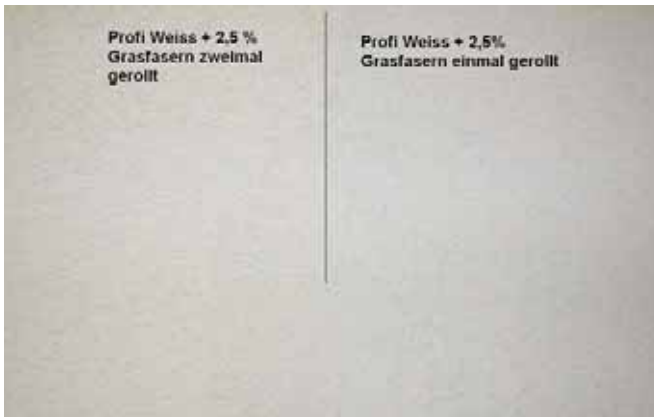 Profi Weiss + 2,5 %
Grasfasern zweimal
gerollt
Profi Weiss + 2,5%
Grasfasern einmal gerollt